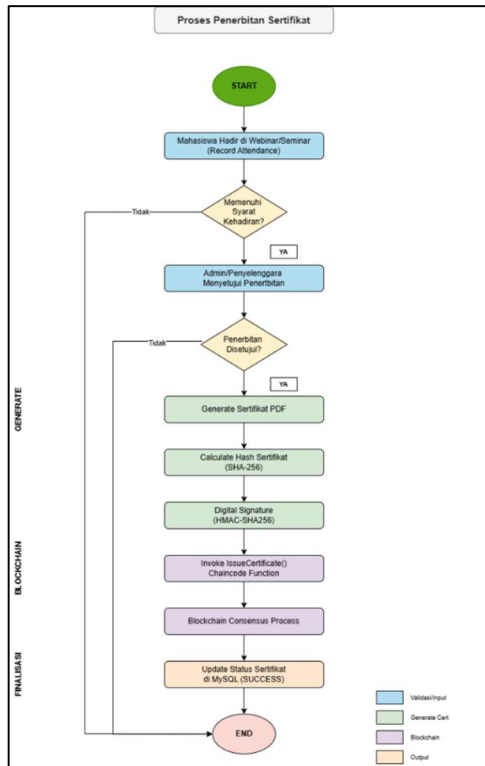 Proses Penerbitan Sertifikat
START
Mahasiswa Hadir di Webinar/Seminar
(Record Attendance)
Memenuhi
Syarat
Kehadiran?
Tidak
YA
Admin/Penyelenggara
Menyetujui Penertbitan
Penerbitan
Disetujui?
Tidak
YA
GENERATE
Generate Sertifikat PDF
Calculate Hash Sertifikat
(SHA-256)
Digital Signature
(HMAC-SHA256)
BLOCKCHAIN
Invoke IssueCertificate()
Chaincode Function
Blockchain Consensus Process
FINALISASI
Update Status Sertifikat
di MySQL (SUCCESS)
END
Validasi/Input
Generate Cert
Blockchain
Output